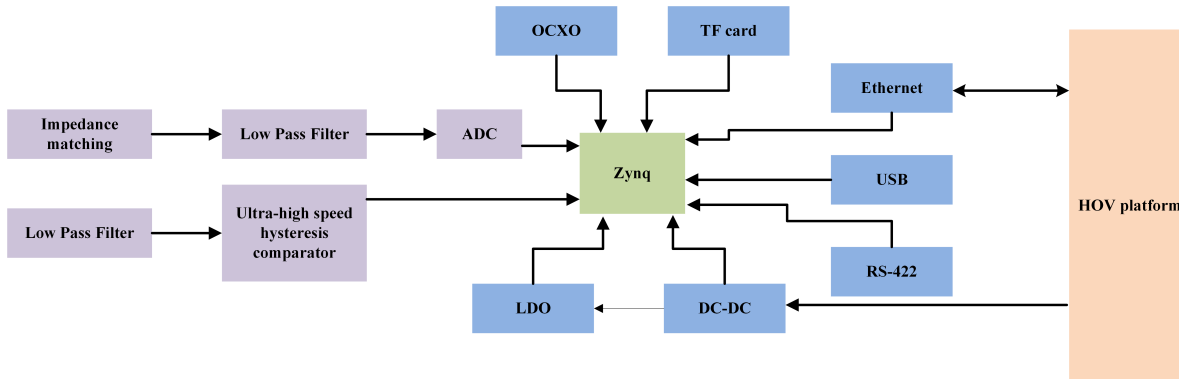 OCXO
TF card
Ethernet
Impedance
matching
Low Pass Filter
ADC
Zynq
USB
HOV platform
Low Pass Filter
Ultra-high speed
hysteresis
comparator
RS-422
LDO
DC-DC